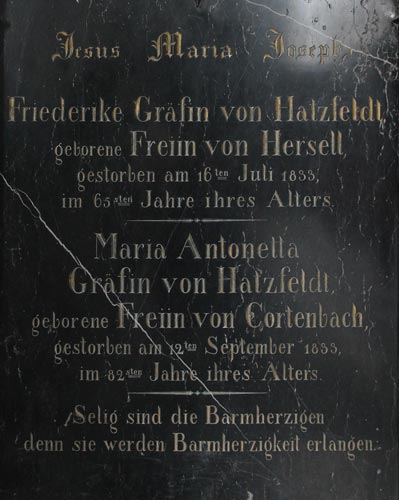 Jesus Maria Joseph
Friederike Gräfin von Hatzfeldt,
geborene Freiin von Hersell,
gestorben am 16ten Juli 1833,
im 65sten Jahre ihres Alters.
Maria Antonetta
Gräfin von Hatzfeldt,
geborene Freiin von Cortenbach,
gestorben am 12ten September 1833,
im 82sten Jahre ihres Alters.
Selig sind die Barmherzigen
denn sie werden Barmherzigkeit erlangen.